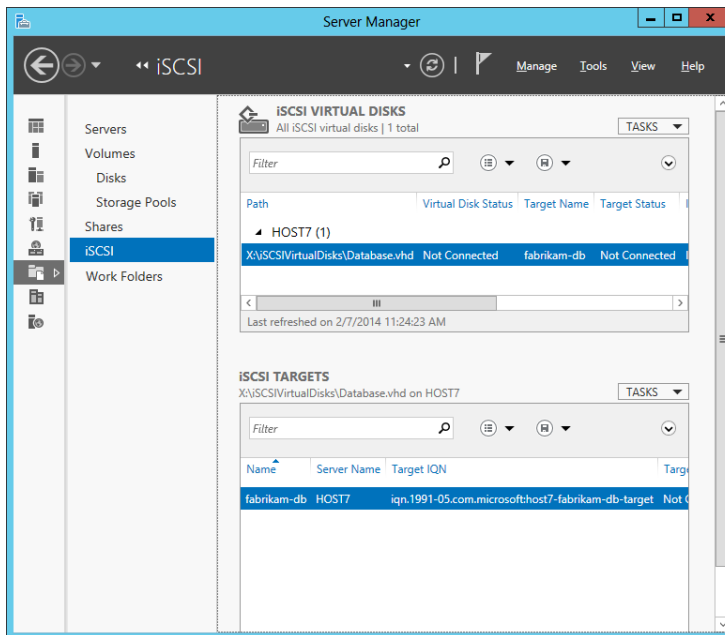 Server Manager
iSCSI
Manage Tools View Help
Servers
Volumes
Disks
Storage Pools
Shares
iSCSI
Work Folders
iSCSI VIRTUAL DISKS
All iSCSI virtual disks | 1 total
TASKS
Filter
Path Virtual Disk Status Target Name Target Status
HOST7 (1)
X:\iSCSIVirtualDisks\Database.vhd Not Connected fabrikam-db Not Connected
Last refreshed on 2/7/2014 11:24:23 AM
iSCSI TARGETS
X:\iSCSIVirtualDisks\Database.vhd on HOST7
TASKS
Filter
Name Server Name Target IQN
fabrikam-db HOST7 iqn.1991-05.com.microsoft:host7-fabrikam-db-target Not